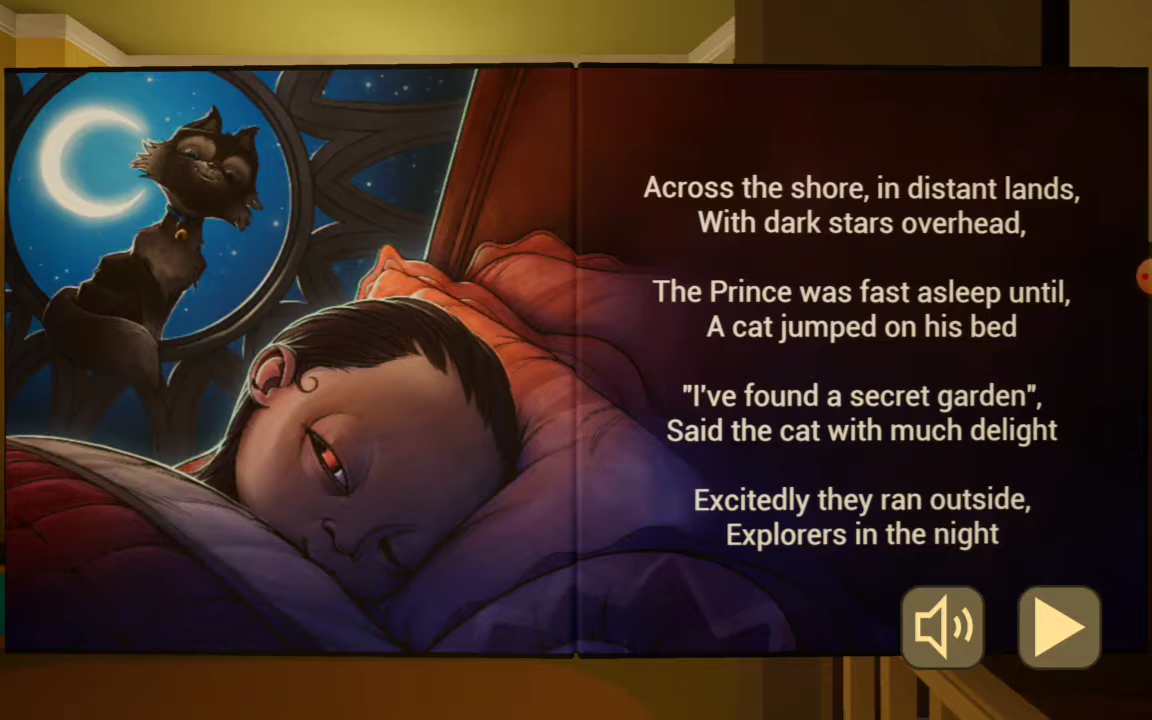 Across the shore, in distant lands,
With dark stars overhead,
The Prince was fast asleep until,
A cat jumped on his bed
"I've found a secret garden",
Said the cat with much delight
Excitedly they ran outside,
Explorers in the night